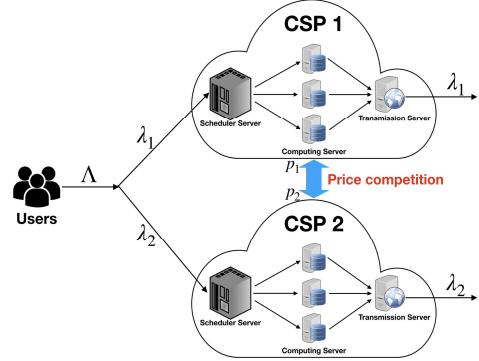 CSP 1
λ₁
Scheduler Server
Tranamission Server
λ₁
Computing Server
p₁
Price competition
Λ
Users
p₂
CSP 2
λ₂
Scheduler Server
Transmission Server
λ₂
Computing Server